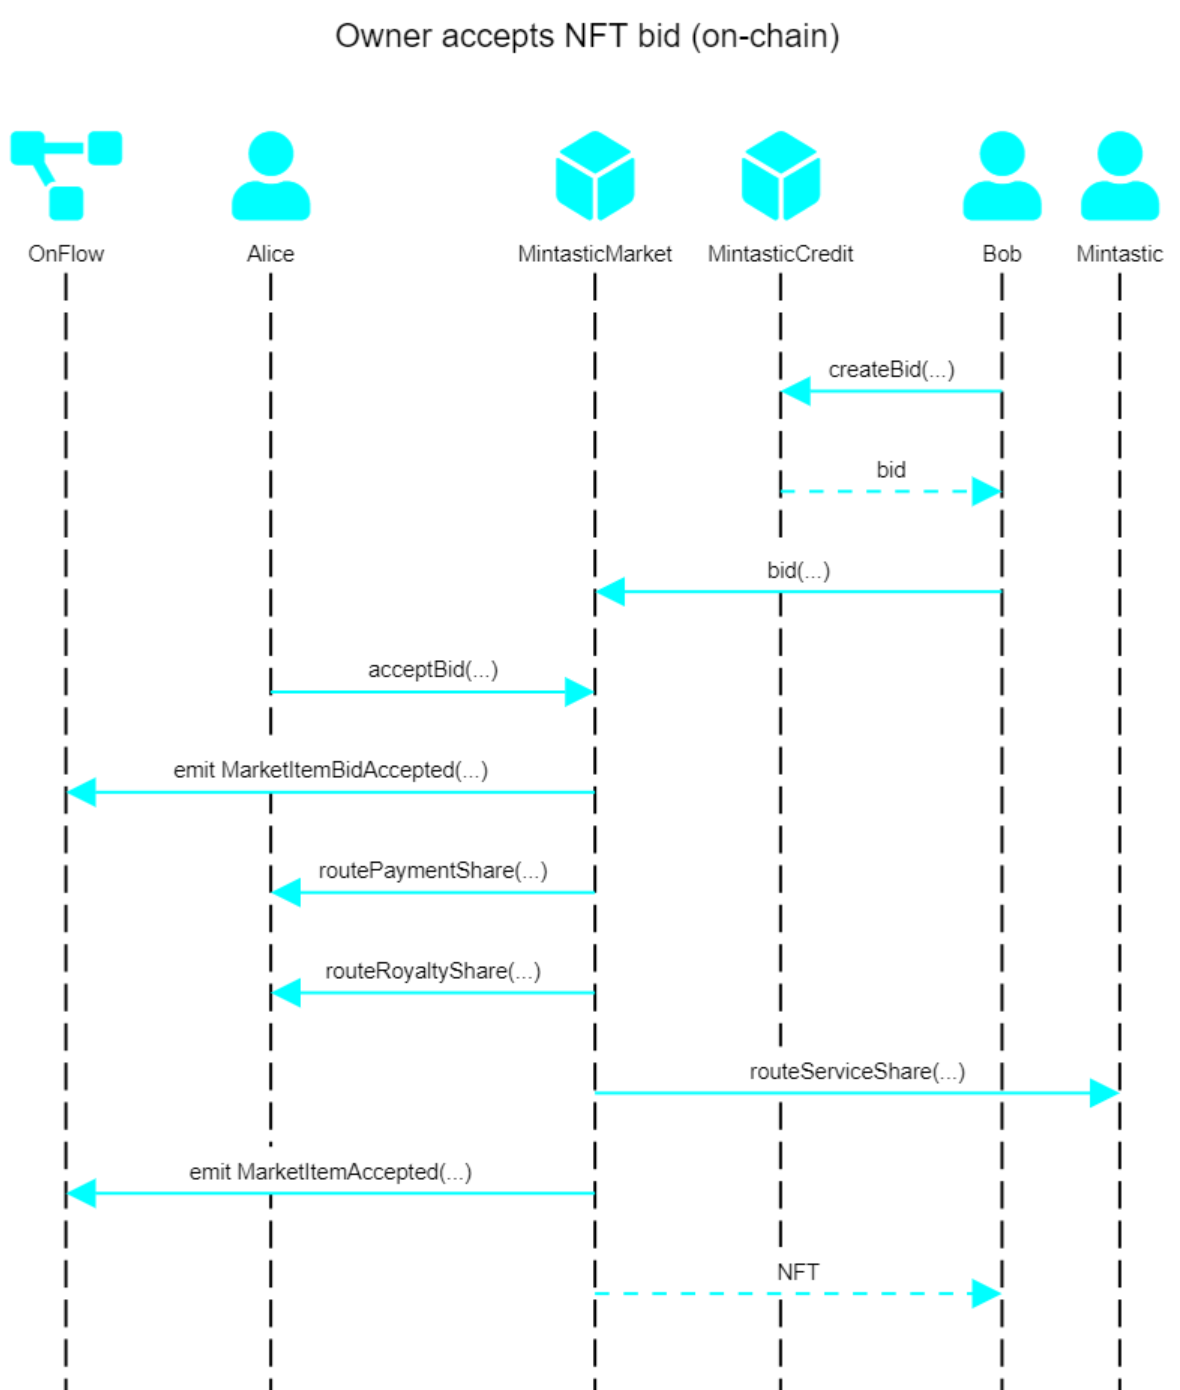 Owner accepts NFT bid (on-chain)
OnFlow
Alice
MintasticMarket
MintasticCredit
Bob
Mintastic
createBid(...)
bid
bid(...)
acceptBid(...)
emit MarketItemBidAccepted(...)
routePaymentShare(...)
routeRoyaltyShare(...)
routeServiceShare(...)
emit MarketItemAccepted(...)
NFT